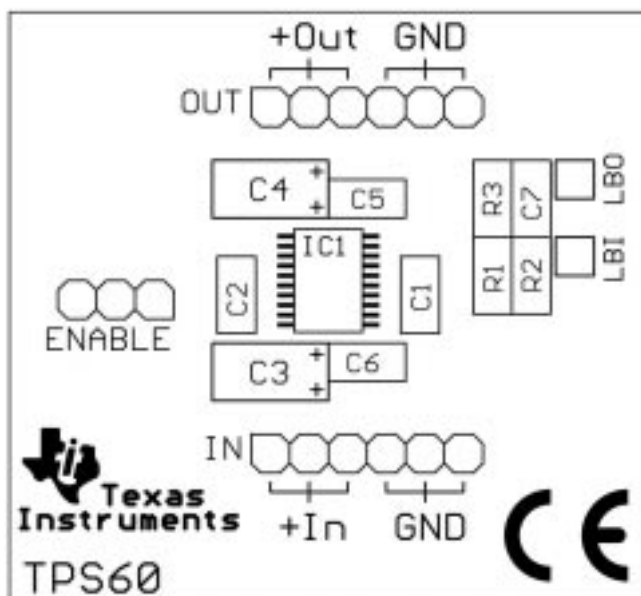 +Out GND
OUT
C4 C5
R3 C7 LBO
IC1
C2 C1
R1 R2 LBI
ENABLE
C3 C6
IN
+In GND
Texas
Instruments
CE
TPS60